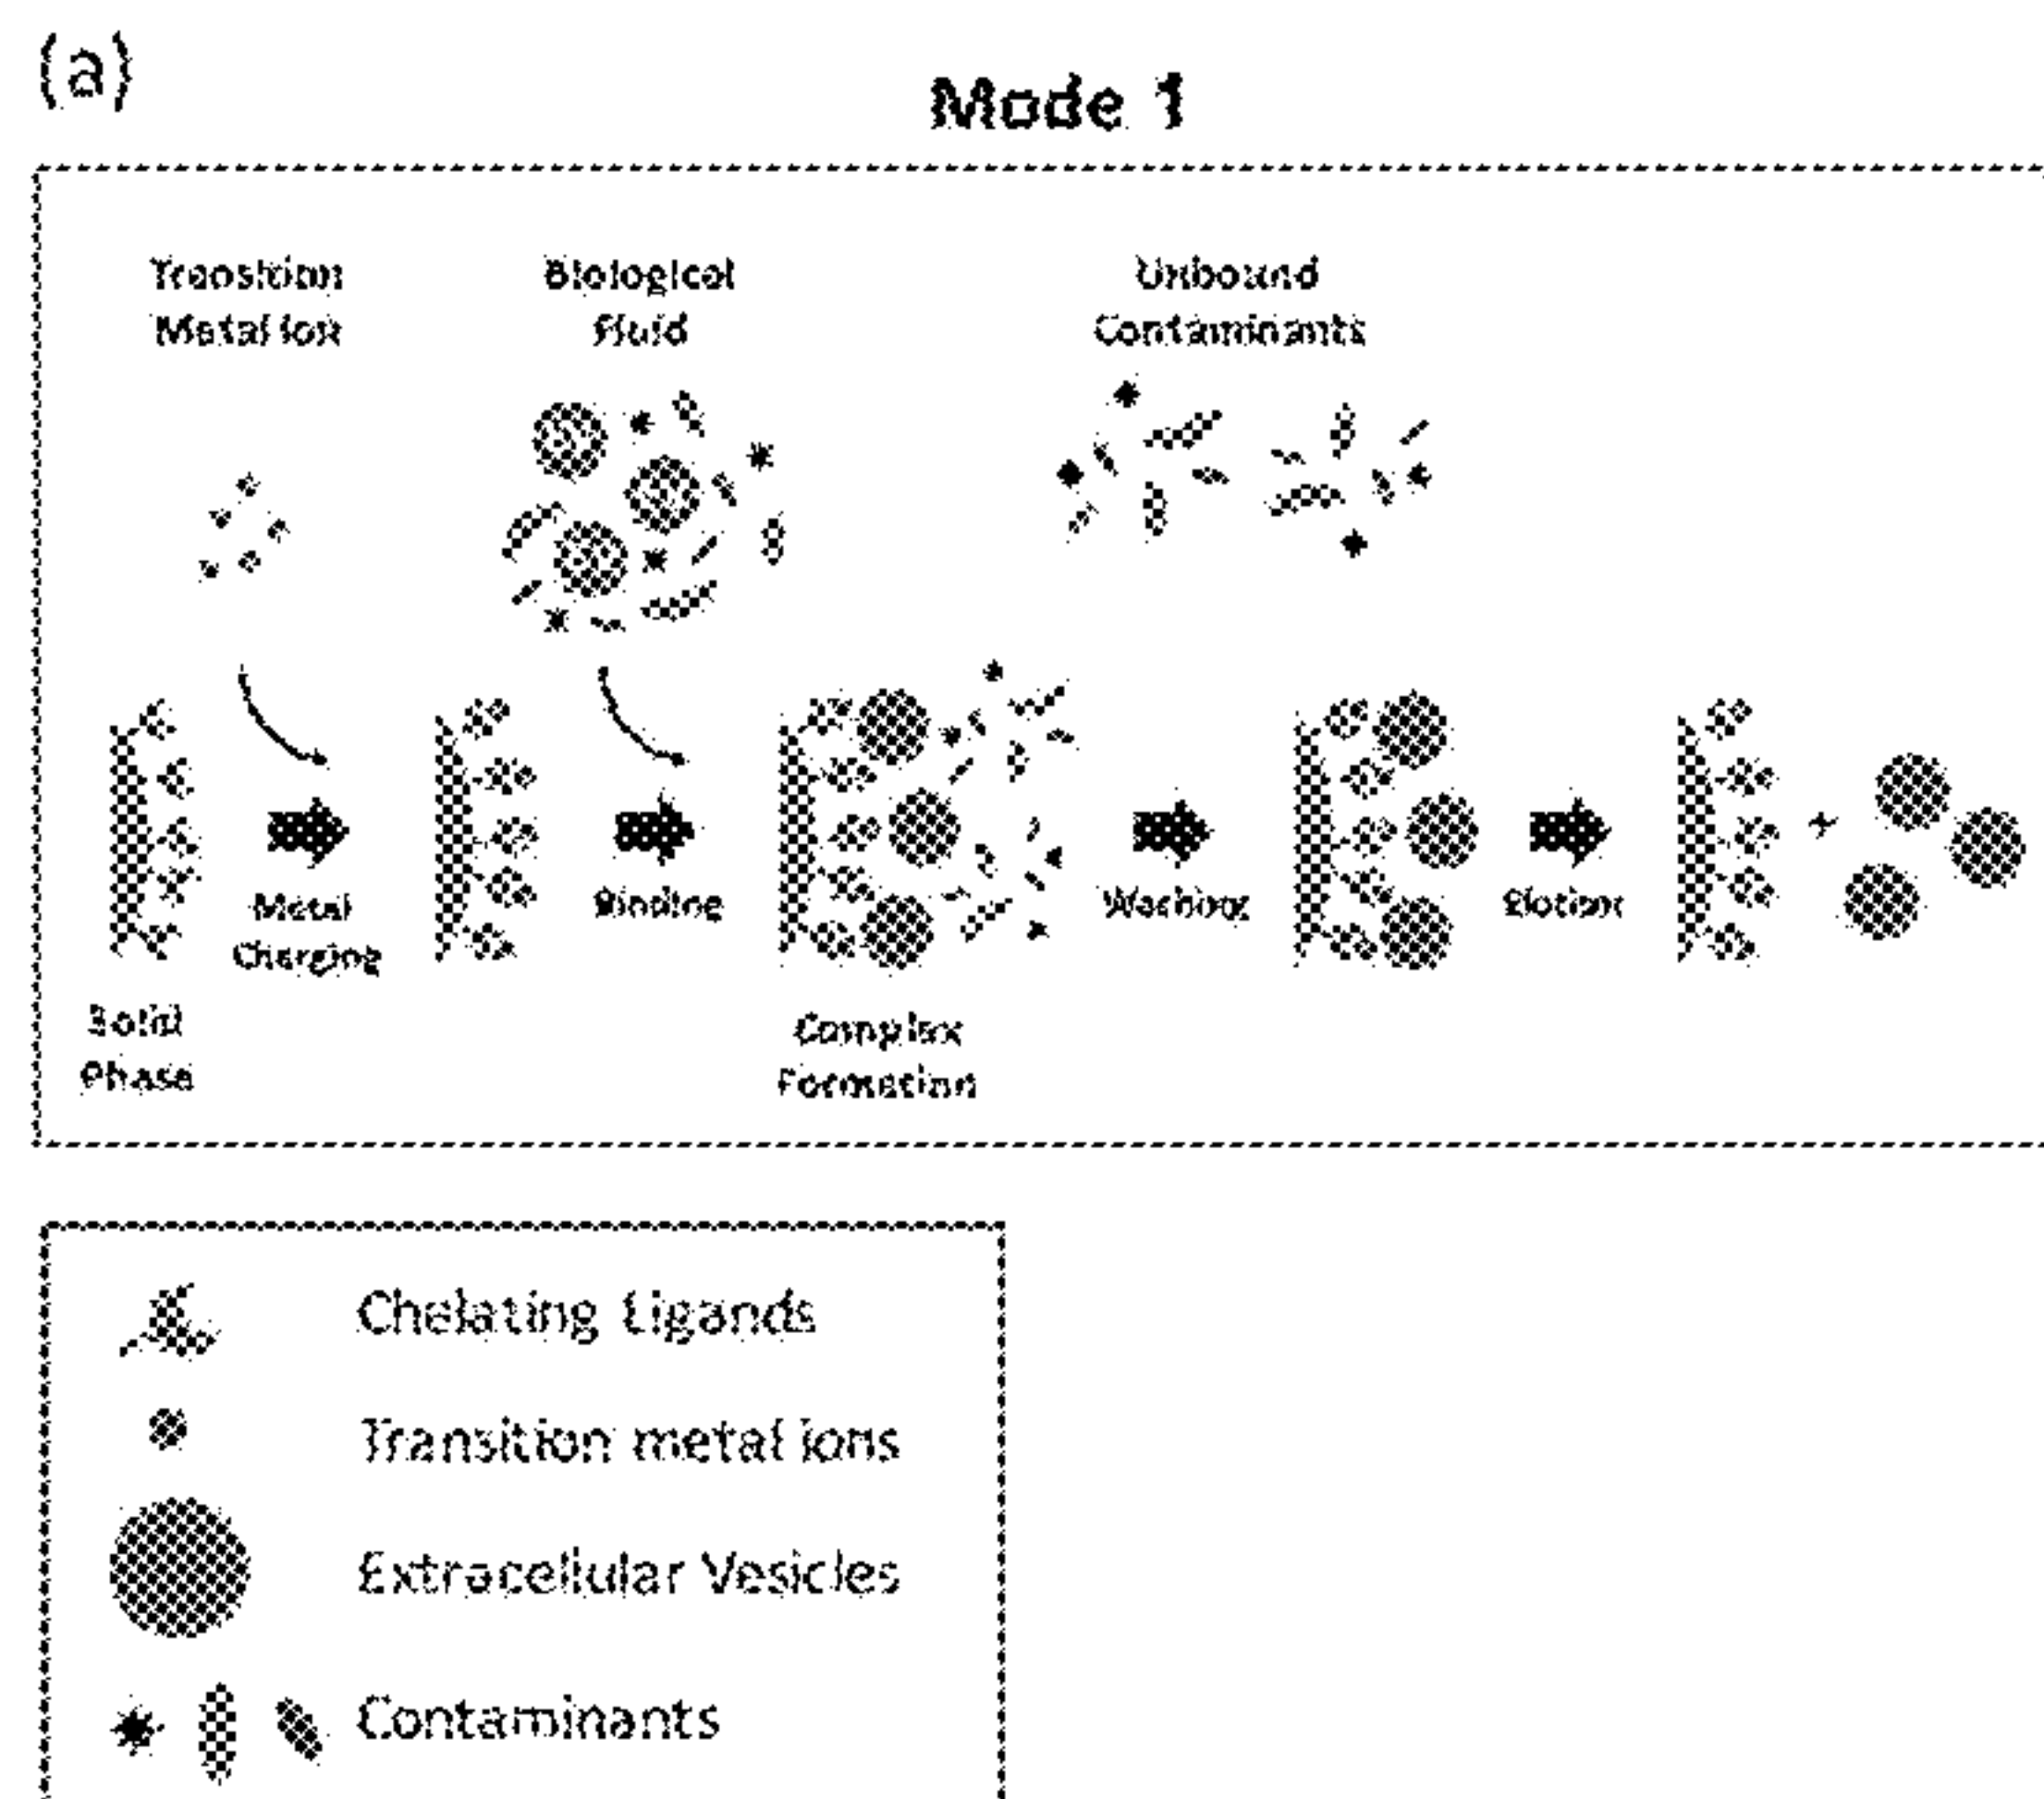 (a)
Mode 1
Transition
Metal Ion
Biological
Fluid
Unbound
Contaminants
Metal
Charging
Binding
Washing
Elution
Solid
Phase
Complex
Formation
Chelating Ligands
Transition metal ions
Extracellular Vesicles
Contaminants